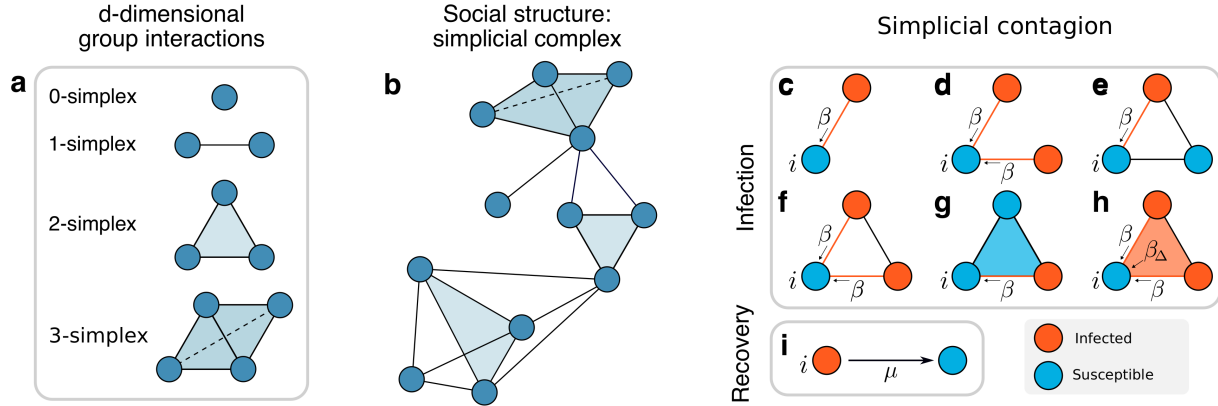 d-dimensional
group interactions
a
0-simplex
1-simplex
2-simplex
3-simplex
Social structure:
simplicial complex
b
Simplicial contagion
Infection
c
β
i
d
β
i
β
e
β
i
f
β
i
β
g
i
β
h
β
β_Δ
i
β
Recovery
i
i
μ
Infected
Susceptible